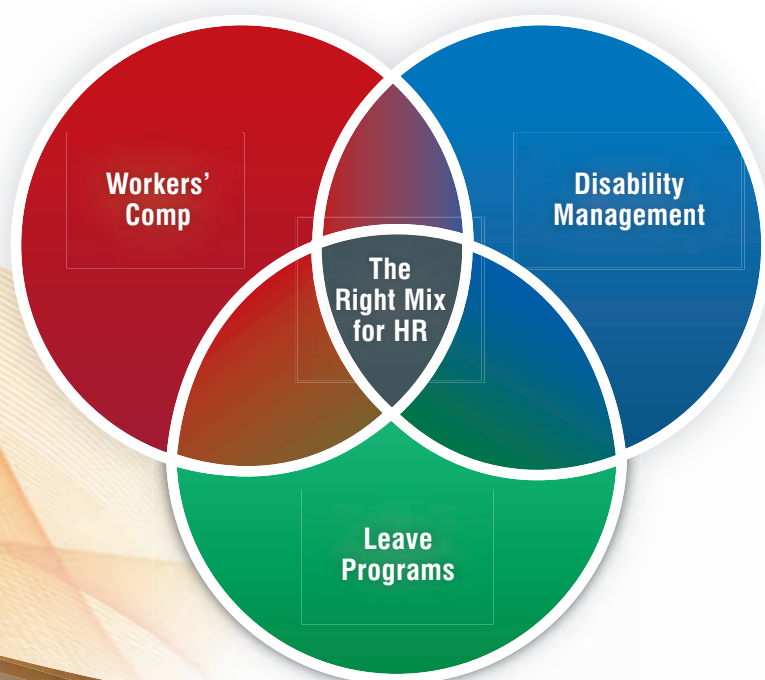 Workers’
Comp
Disability
Management
The
Right Mix
for HR
Leave
Programs